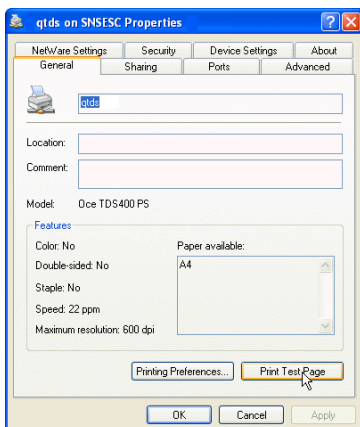 qtds on SNSESC Properties
NetWare Settings Security Device Settings About
General Sharing Ports Advanced
qtds
Location:
Comment:
Model: Oce TDS400 PS
Features
Color: No Paper available:
Double-sided: No A4
Staple: No
Speed: 22 ppm
Maximum resolution: 600 dpi
Printing Preferences... Print Test Page
OK Cancel Apply